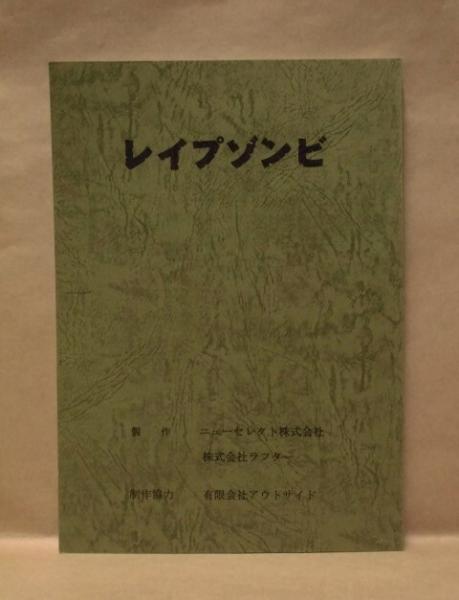 レイプゾンビ
製作 ニューセレクト株式会社
株式会社ラフター
制作協力 有限会社アウトサイド